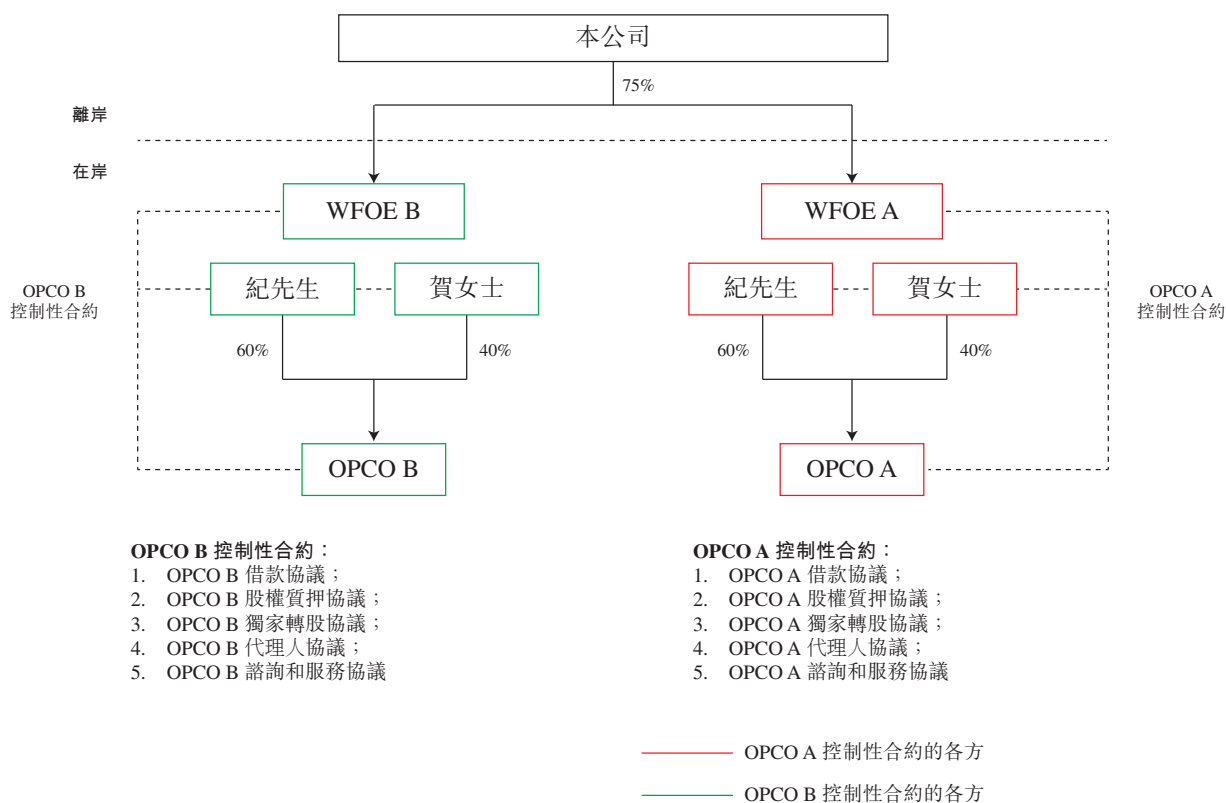 本公司
75%
離岸
在岸
WFOE B
WFOE A
紀先生
賀女士
紀先生
賀女士
OPCO B
控制性合約
OPCO A
控制性合約
60%
40%
60%
40%
OPCO B
OPCO A
OPCO B 控制性合約：
1. OPCO B 借款協議；
2. OPCO B 股權質押協議；
3. OPCO B 獨家轉股協議；
4. OPCO B 代理人協議；
5. OPCO B 諮詢和服務協議
OPCO A 控制性合約：
1. OPCO A 借款協議；
2. OPCO A 股權質押協議；
3. OPCO A 獨家轉股協議；
4. OPCO A 代理人協議；
5. OPCO A 諮詢和服務協議
OPCO A 控制性合約的各方
OPCO B 控制性合約的各方